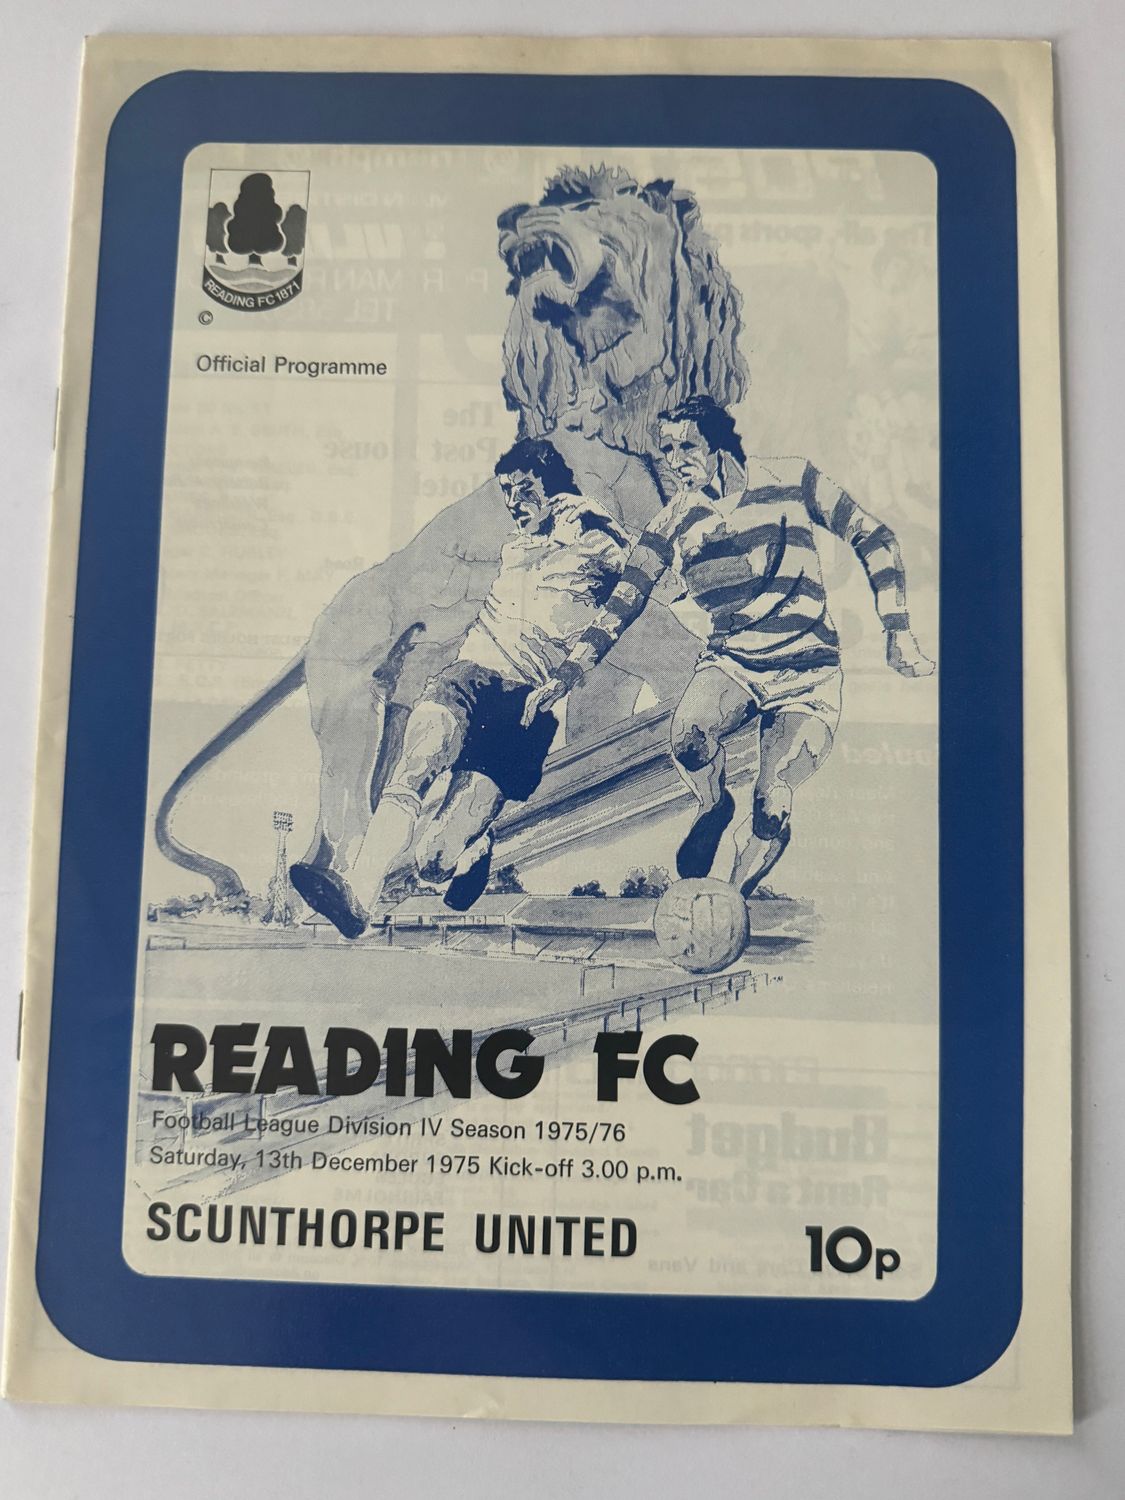 READING FC 1871
©
Official Programme
READING FC
Football League Division IV Season 1975/76
Saturday, 13th December 1975 Kick-off 3.00 p.m.
SCUNTHORPE UNITED
10p